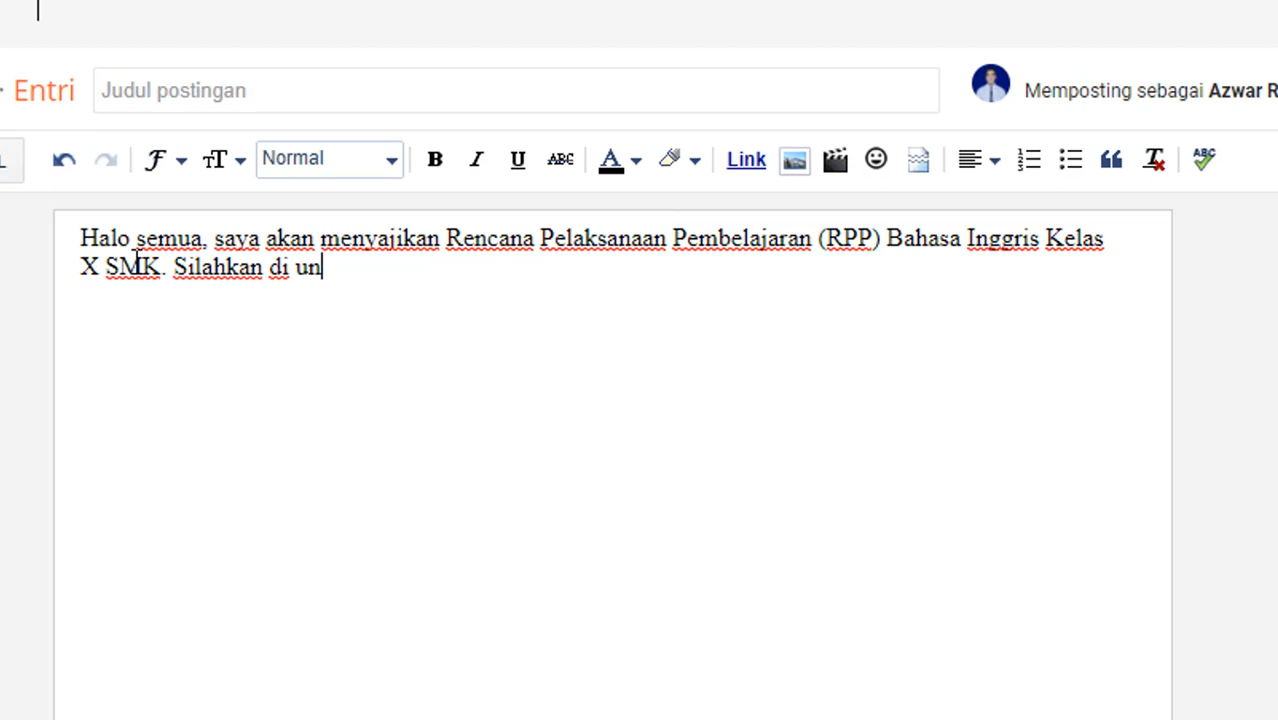 Entri
Judul postingan
Memposting sebagai Azwar R
Normal
B I U ABC A Link ABC
Halo semua, saya akan menyajikan Rencana Pelaksanaan Pembelajaran (RPP) Bahasa Inggris Kelas
X SMK. Silahkan di un